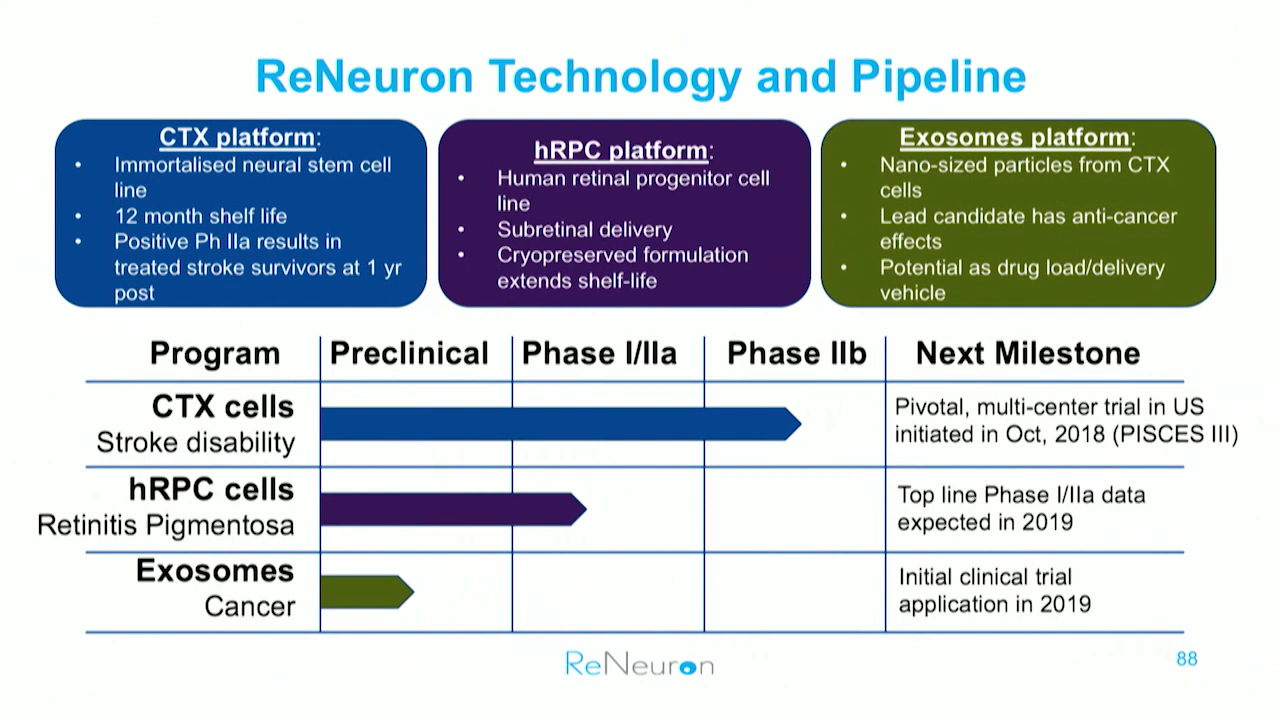 ReNeuron Technology and Pipeline
CTX platform:
• Immortalised neural stem cell
line
• 12 month shelf life
• Positive Ph IIa results in
treated stroke survivors at 1 yr
post
hRPC platform:
• Human retinal progenitor cell
line
• Subretinal delivery
• Cryopreserved formulation
extends shelf-life
Exosomes platform:
• Nano-sized particles from CTX
cells
• Lead candidate has anti-cancer
effects
• Potential as drug load/delivery
vehicle
Program Preclinical Phase I/IIa Phase IIb Next Milestone
CTX cells
Stroke disability
Pivotal, multi-center trial in US
initiated in Oct, 2018 (PISCES III)
hRPC cells
Retinitis Pigmentosa
Top line Phase I/IIa data
expected in 2019
Exosomes
Cancer
Initial clinical trial
application in 2019
ReNeuron
88